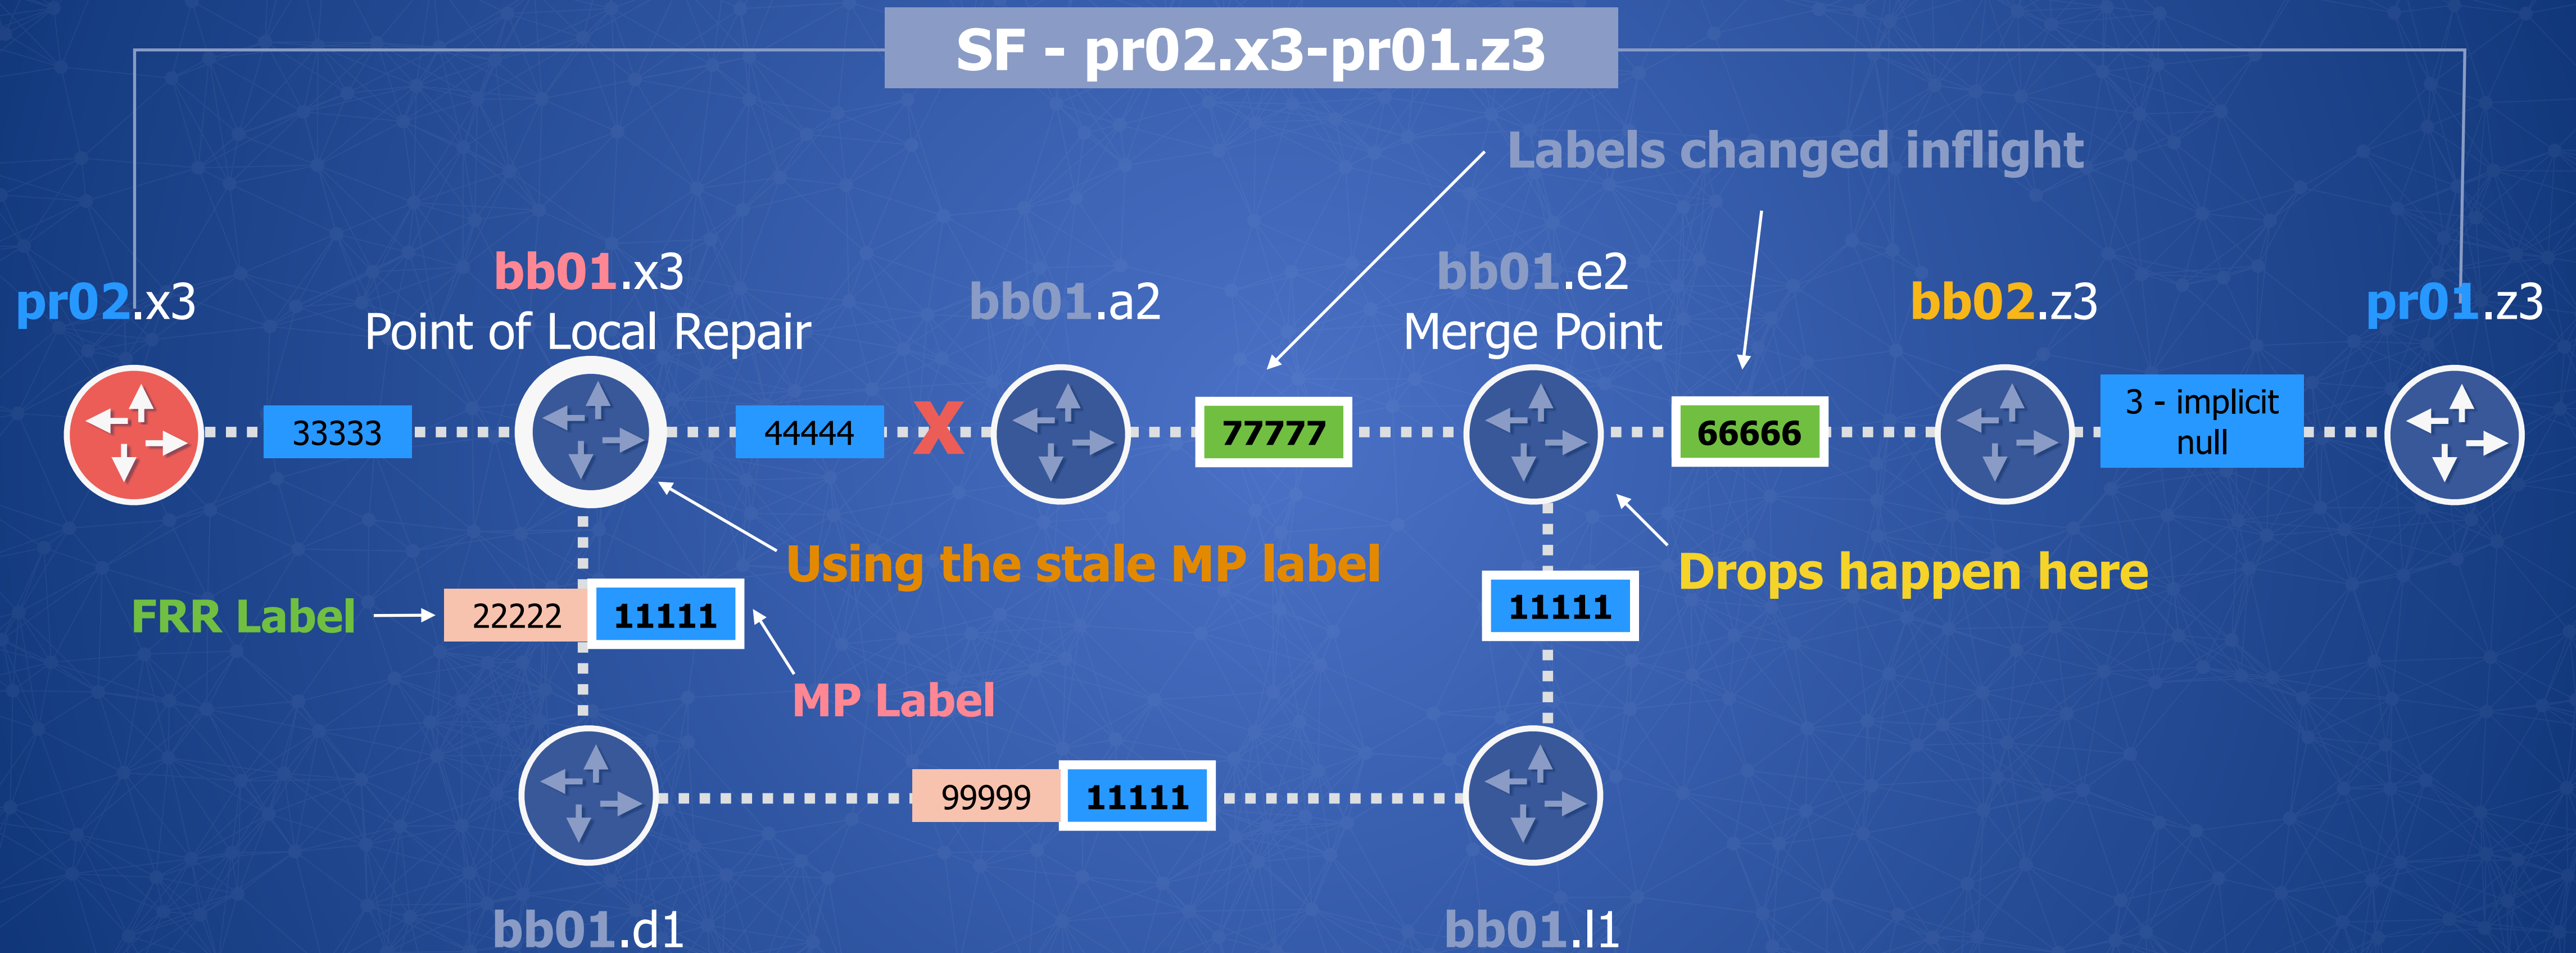 SF - pr02.x3-pr01.z3
Labels changed inflight
pr02.x3
bb01.x3
Point of Local Repair
bb01.a2
bb01.e2
Merge Point
bb02.z3
pr01.z3
33333
44444
X
77777
66666
3 - implicit
null
Using the stale MP label
Drops happen here
FRR Label
22222
11111
11111
MP Label
99999
11111
bb01.d1
bb01.l1